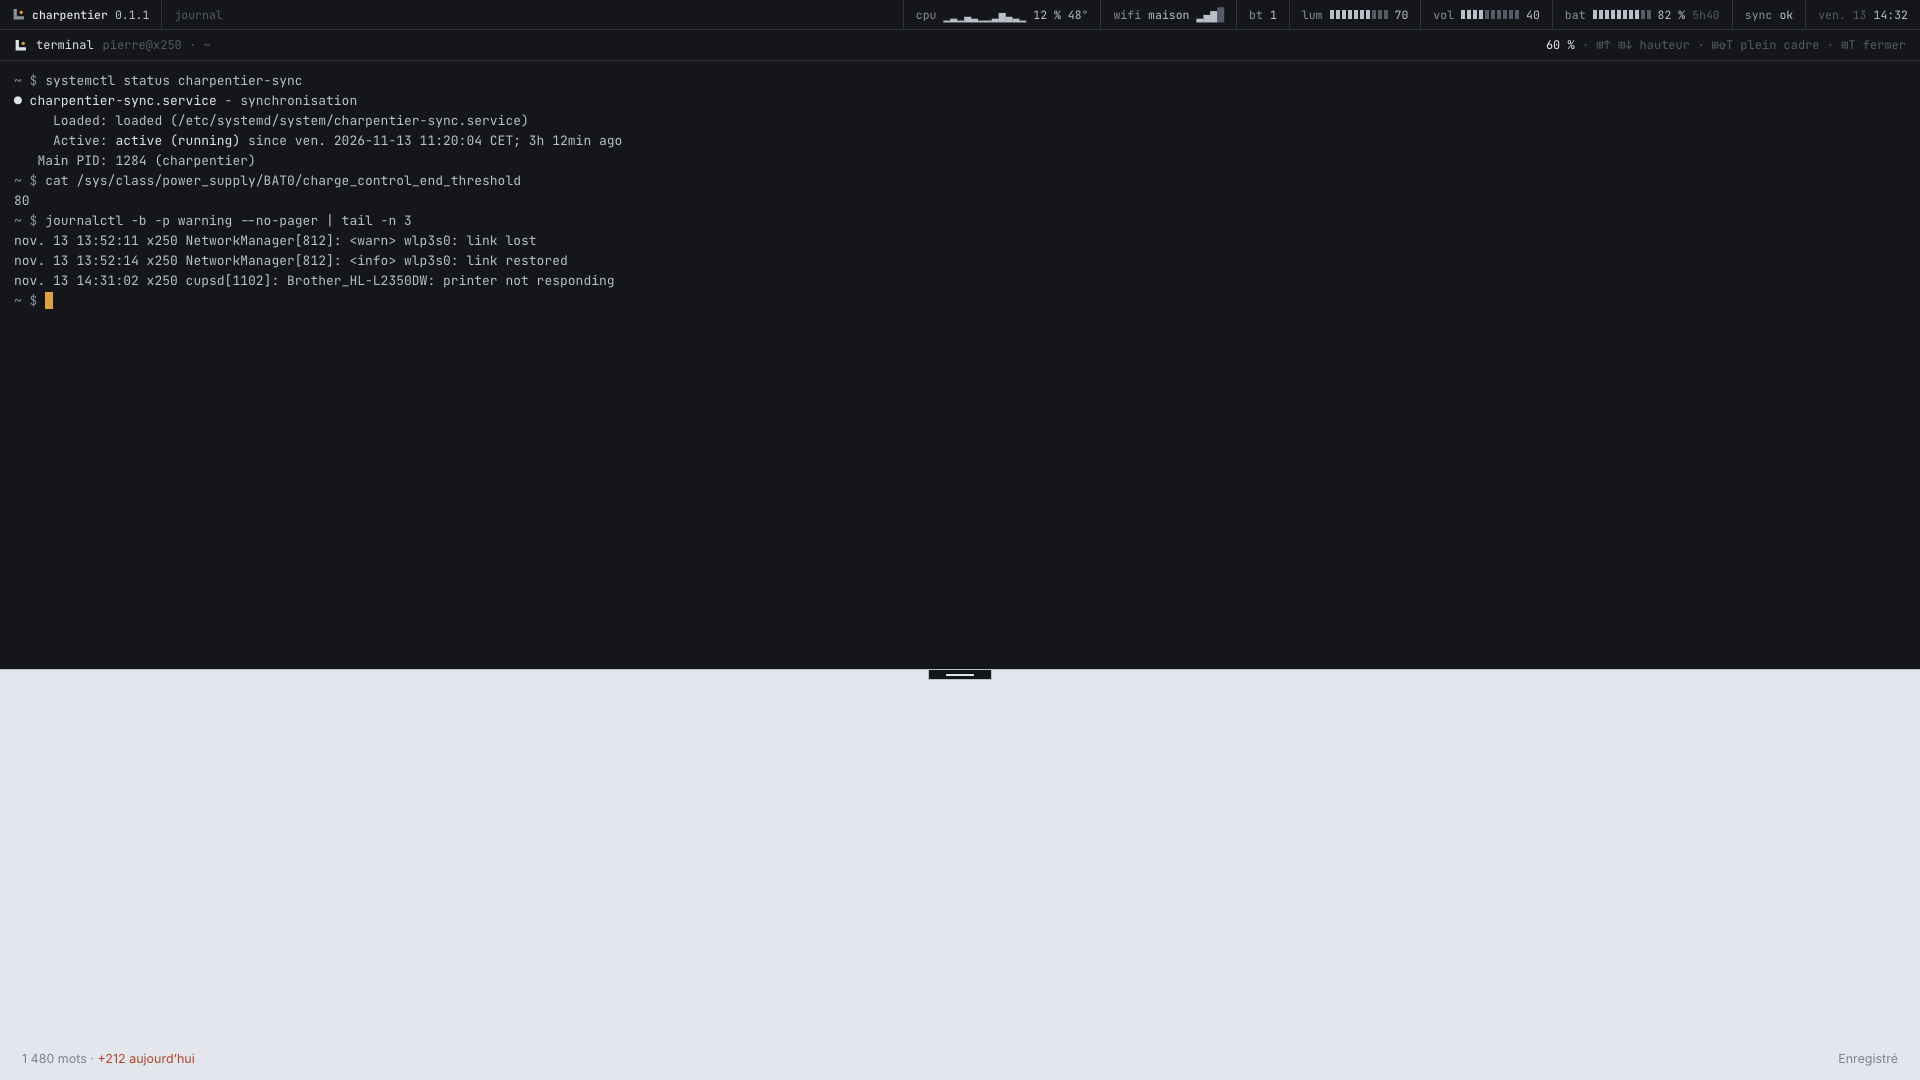 charpentier 0.1.1 journal cpu 12 % 48° wifi maison bt 1 lum 70 vol 40 bat 82 % 5h40 sync ok ven. 13 14:32
terminal pierre@x250 · ~ 60 % · ⊞↑ ⊞↓ hauteur · ⊞⇧T plein cadre · ⊞T fermer
~ $ systemctl status charpentier-sync
● charpentier-sync.service - synchronisation
Loaded: loaded (/etc/systemd/system/charpentier-sync.service)
Active: active (running) since ven. 2026-11-13 11:20:04 CET; 3h 12min ago
Main PID: 1284 (charpentier)
~ $ cat /sys/class/power_supply/BAT0/charge_control_end_threshold
80
~ $ journalctl -b -p warning --no-pager | tail -n 3
nov. 13 13:52:11 x250 NetworkManager[812]: <warn> wlp3s0: link lost
nov. 13 13:52:14 x250 NetworkManager[812]: <info> wlp3s0: link restored
nov. 13 14:31:02 x250 cupsd[1102]: Brother_HL-L2350DW: printer not responding
~ $
1 480 mots · +212 aujourd'hui Enregistré